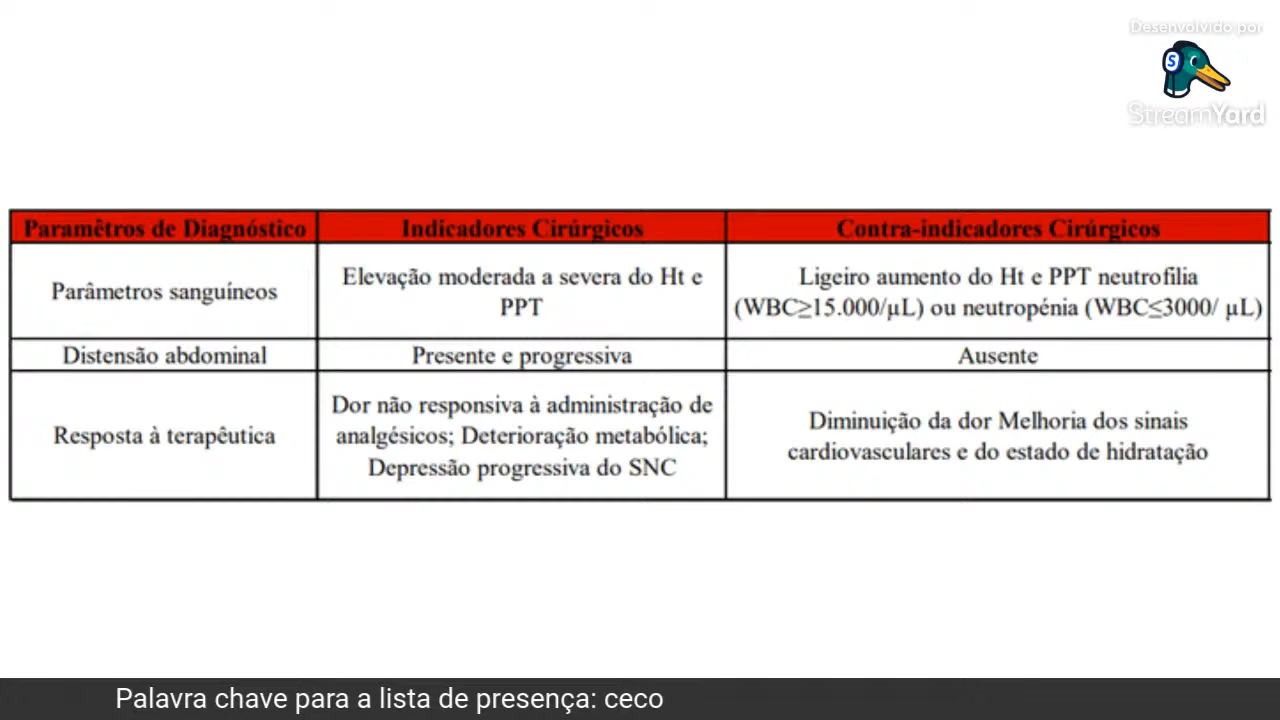 Desenvolvido por
StreamYard
Paramêtros de Diagnóstico
Indicadores Cirúrgicos
Contra-indicadores Cirúrgicos
Parâmetros sanguíneos
Elevação moderada a severa do Ht e
PPT
Ligeiro aumento do Ht e PPT neutrofilia
(WBC≥15.000/µL) ou neutropénia (WBC≤3000/ µL)
Distensão abdominal
Presente e progressiva
Ausente
Resposta à terapêutica
Dor não responsiva à administração de
analgésicos; Deterioração metabólica;
Depressão progressiva do SNC
Diminuição da dor Melhoria dos sinais
cardiovasculares e do estado de hidratação
Palavra chave para a lista de presença: ceco